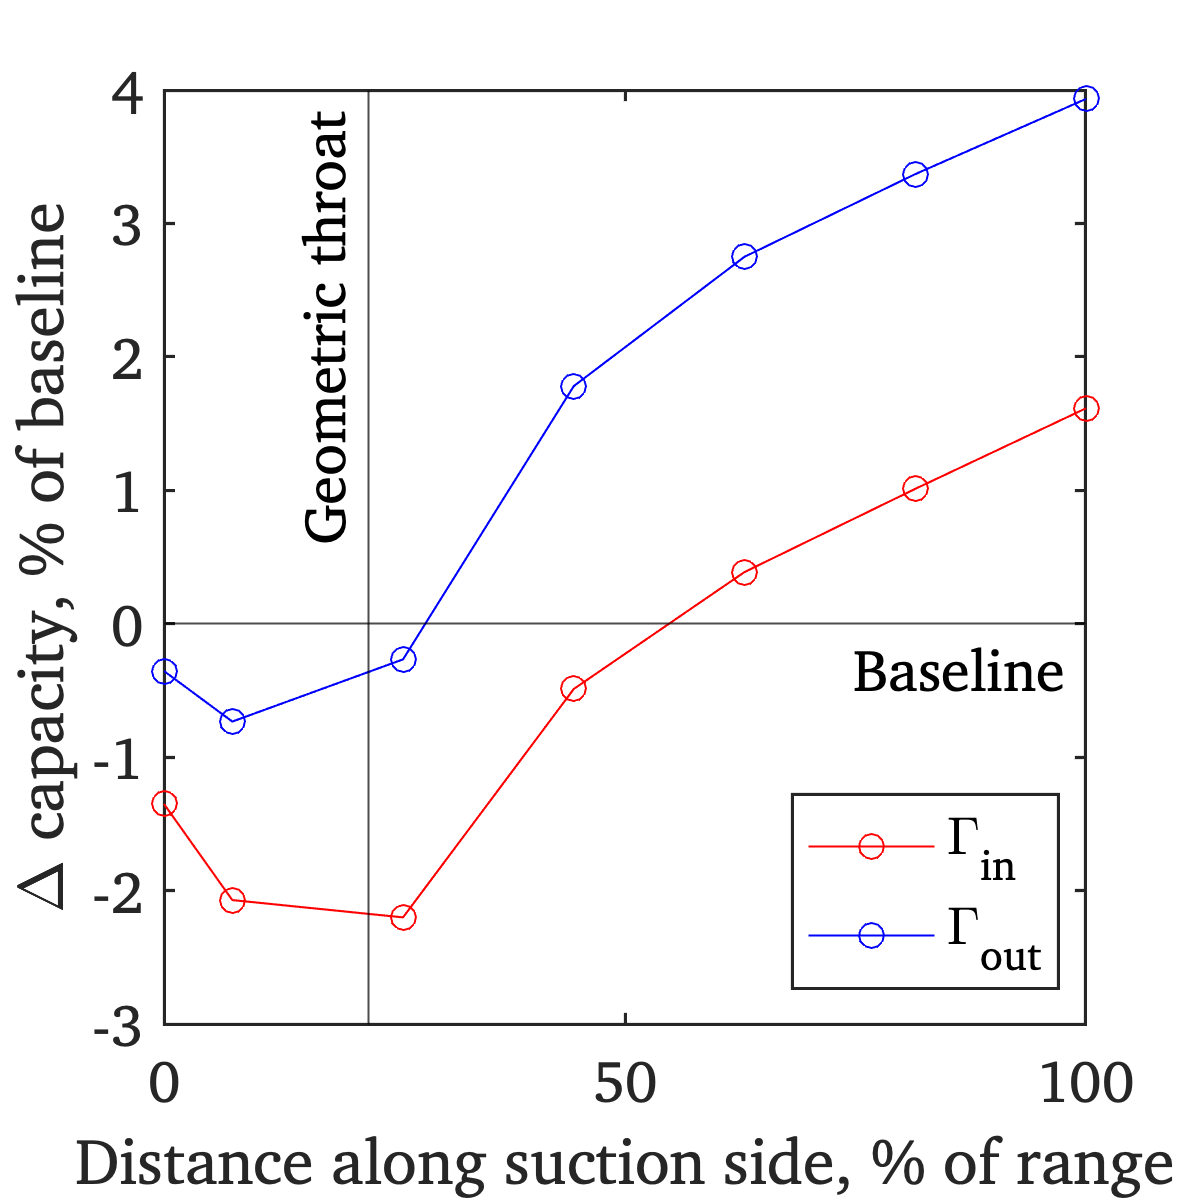 Δ capacity, % of baseline
4
3
2
1
0
-1
-2
-3
Geometric throat
Baseline
Γin
Γout
0
50
100
Distance along suction side, % of range